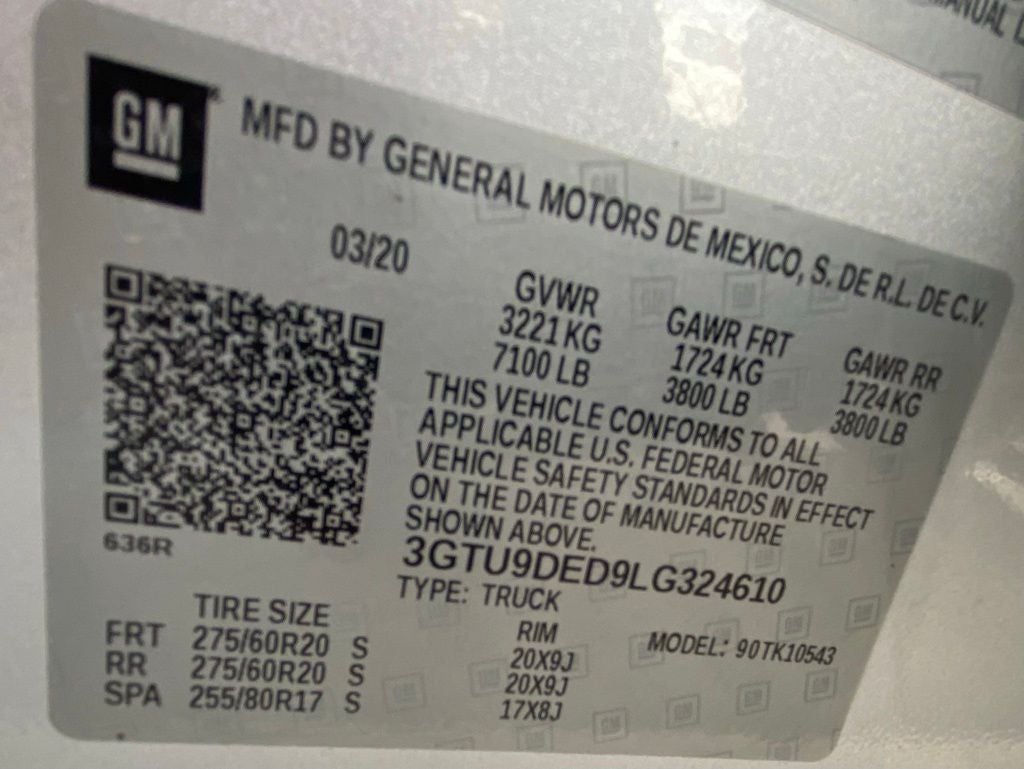 MANUAL
GM
MFD BY GENERAL MOTORS DE MEXICO, S. DE R.L. DE C.V.
03/20
GVWR GAWR FRT GAWR RR
3221 KG 1724 KG 1724 KG
7100 LB 3800 LB 3800 LB
THIS VEHICLE CONFORMS TO ALL
APPLICABLE U.S. FEDERAL MOTOR
VEHICLE SAFETY STANDARDS IN EFFECT
ON THE DATE OF MANUFACTURE
SHOWN ABOVE.
636R
3GTU9DED9LG324610
TYPE: TRUCK
MODEL: 90TK10543
TIRE SIZE RIM
FRT 275/60R20 S 20X9J
RR 275/60R20 S 20X9J
SPA 255/80R17 S 17X8J